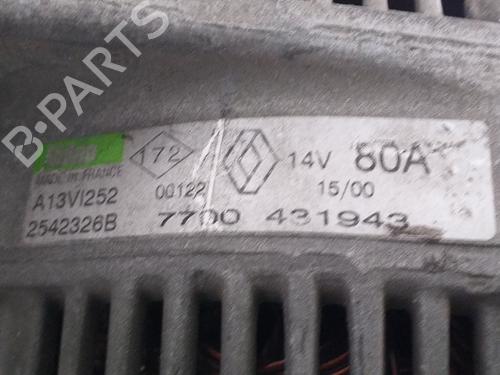 B-PARTS
MADE IN FRANCE
172
14V 80A
A13VI252
00122
15/00
2542326B
7700 431943